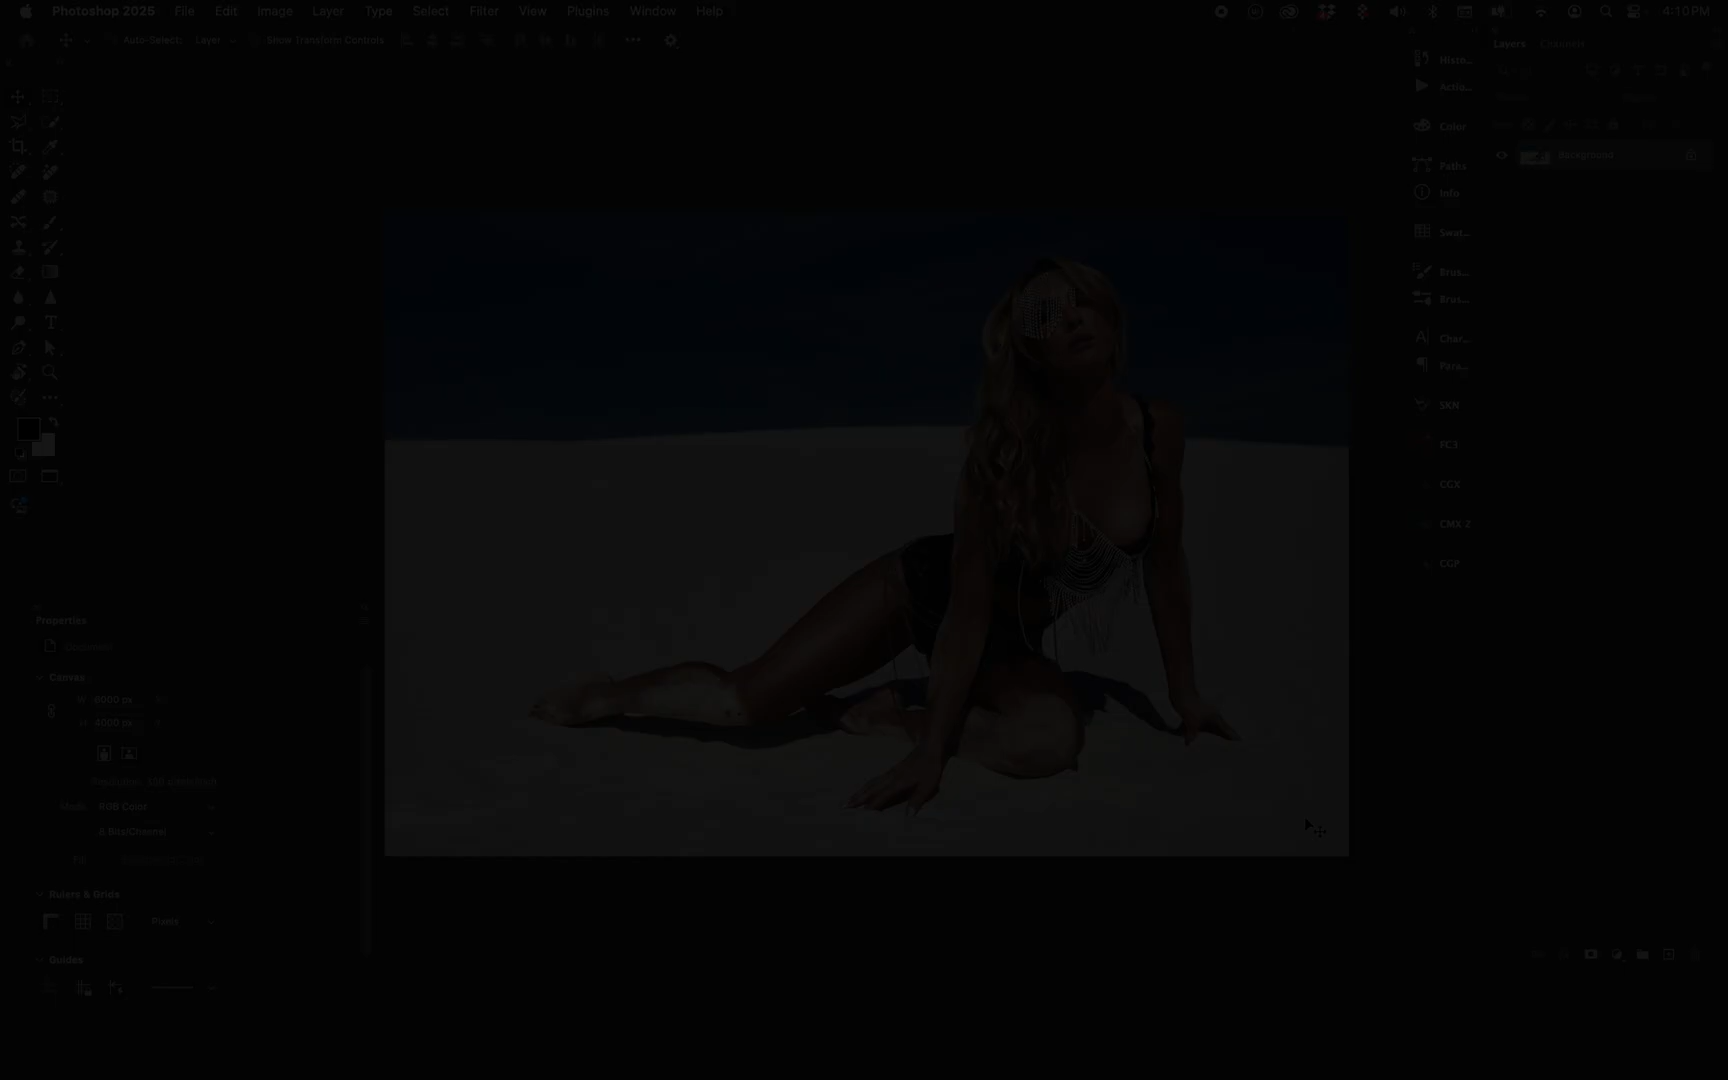 Photoshop 2025 File Edit Image Layer Type Select Filter View Plugins Window Help 4:10 PM
Auto-Select: Layer Show Transform Controls
Layers Channels
Histo...
Actio...
Color
Paths
Info
Swat...
Brus...
Brus...
Char...
Para...
SKN
FC3
CGX
CMX 2
CGP
Background
Properties
Document
Canvas
W 6000 px
H 4000 px
Mode RGB Color
8 Bits/Channel
Fill
Rulers & Grids
Pixels
Guides